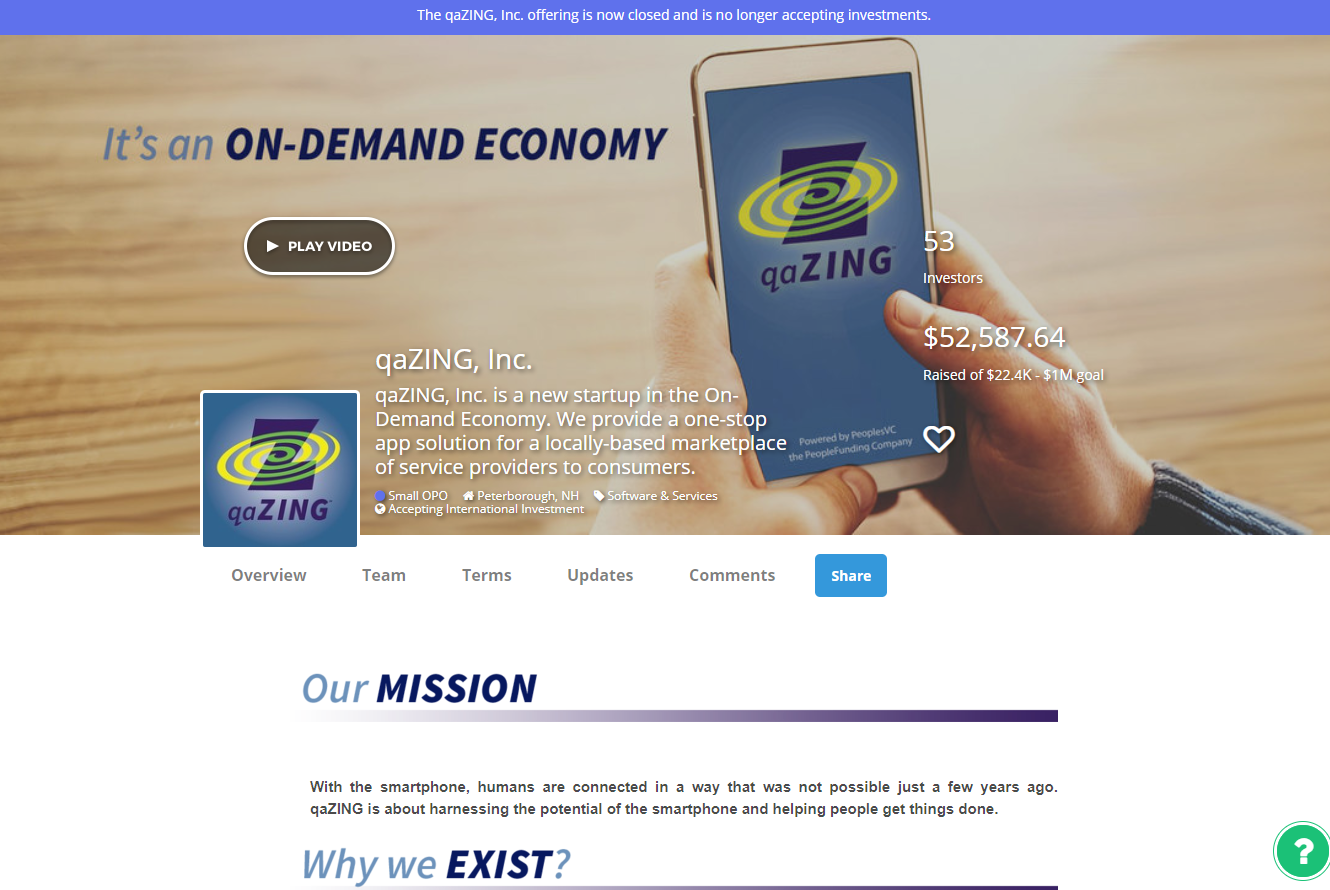 The qaZING, Inc. offering is now closed and is no longer accepting investments.
It’s an ON-DEMAND ECONOMY
PLAY VIDEO
qaZING™
53
Investors
$52,587.64
Raised of $22.4K - $1M goal
Powered by PeoplesVC
the PeopleFunding Company
qaZING, Inc.
qaZING, Inc. is a new startup in the On-
Demand Economy. We provide a one-stop
app solution for a locally-based marketplace
of service providers to consumers.
Small OPO Peterborough, NH Software & Services
Accepting International Investment
qaZING™
Overview Team Terms Updates Comments Share
Our MISSION
With the smartphone, humans are connected in a way that was not possible just a few years ago.
qaZING is about harnessing the potential of the smartphone and helping people get things done.
Why we EXIST?
?